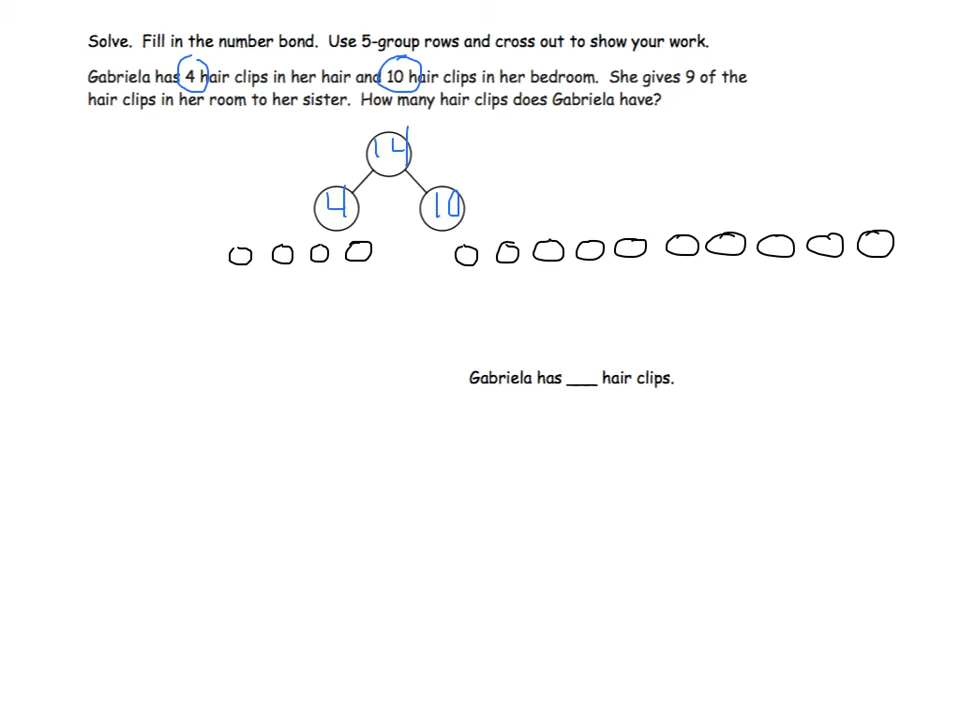 Solve. Fill in the number bond. Use 5-group rows and cross out to show your work.
Gabriela has 4 hair clips in her hair and 10 hair clips in her bedroom. She gives 9 of the
hair clips in her room to her sister. How many hair clips does Gabriela have?
14
4 10
Gabriela has ___ hair clips.